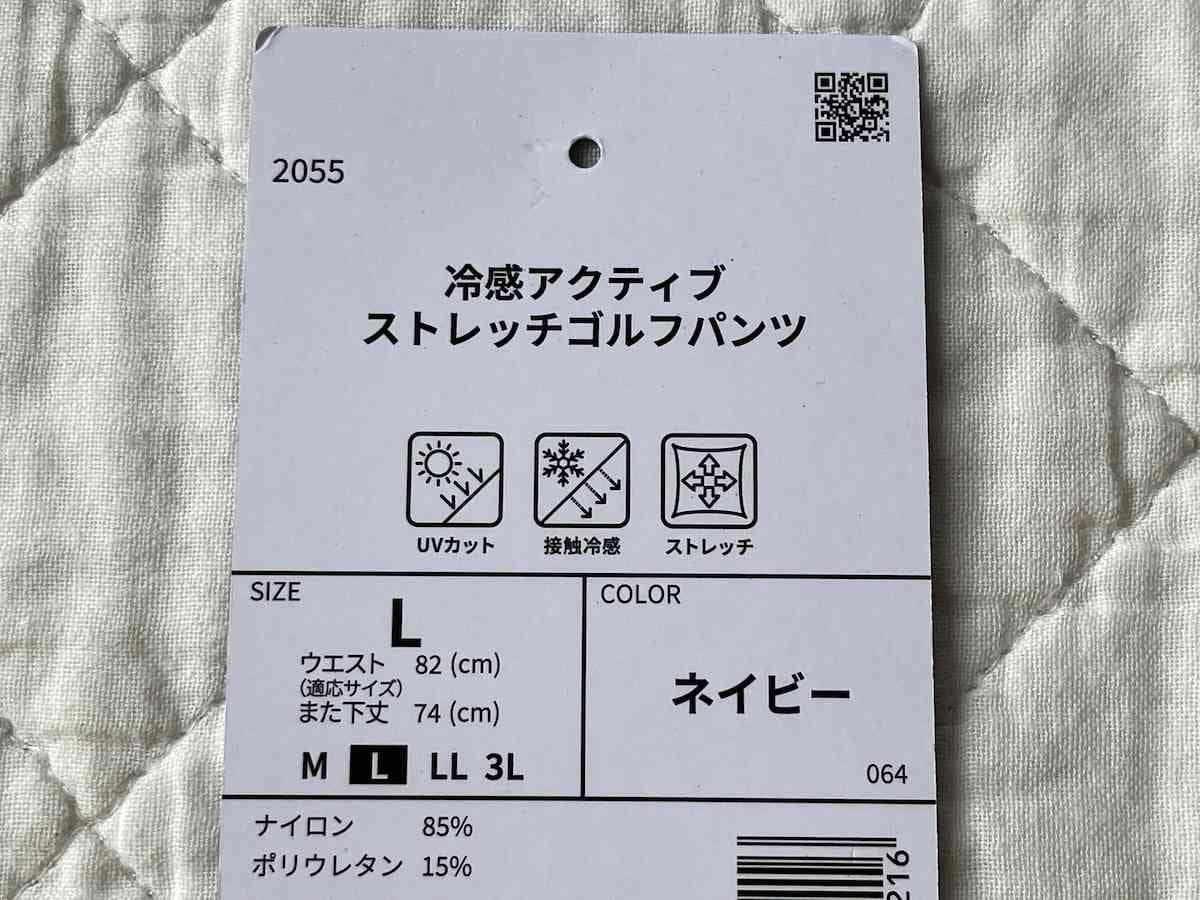 2055
冷感アクティブ
ストレッチゴルフパンツ
UVカット 接触冷感 ストレッチ
SIZE
L
ウエスト 82 (cm)
(適応サイズ)
また下丈 74 (cm)
M L LL 3L
COLOR
ネイビー
064
ナイロン 85%
ポリウレタン 15%
216